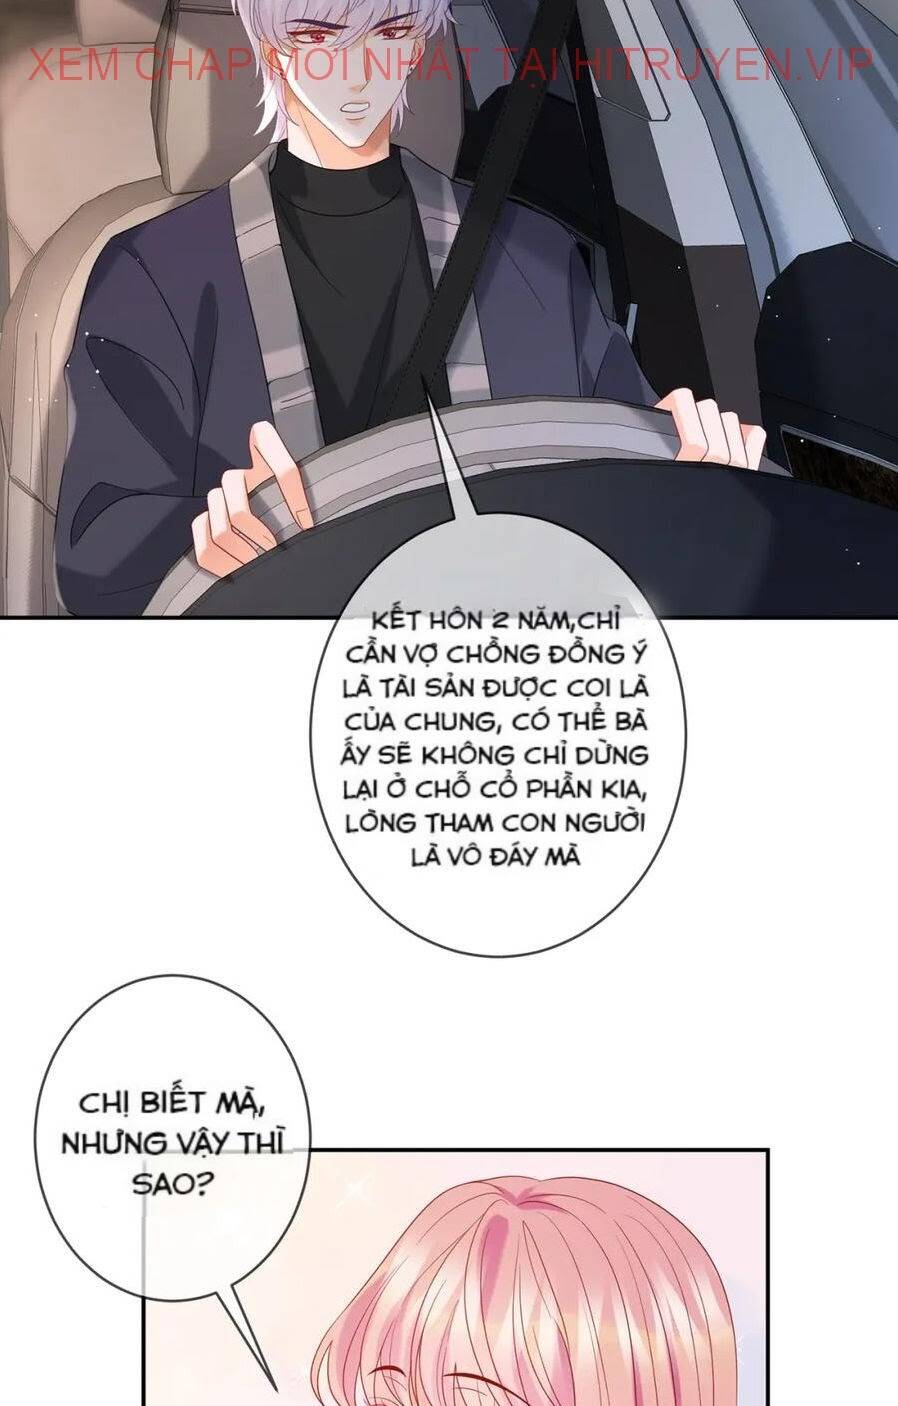 XEM CHAP MỚI NHẤT TẠI HITRUYEN.VIP
KẾT HÔN 2 NĂM,CHỈ
CẦN VỢ CHỒNG ĐỒNG Ý
LÀ TÀI SẢN ĐƯỢC COI LÀ
CỦA CHUNG, CÓ THỂ BÀ
ẤY SẼ KHÔNG CHỈ DỪNG
LẠI Ở CHỖ CỔ PHẦN KIA,
LÒNG THAM CON NGƯỜI
LÀ VÔ ĐÁY MÀ
CHỊ BIẾT MÀ,
NHƯNG VẬY THÌ
SAO?